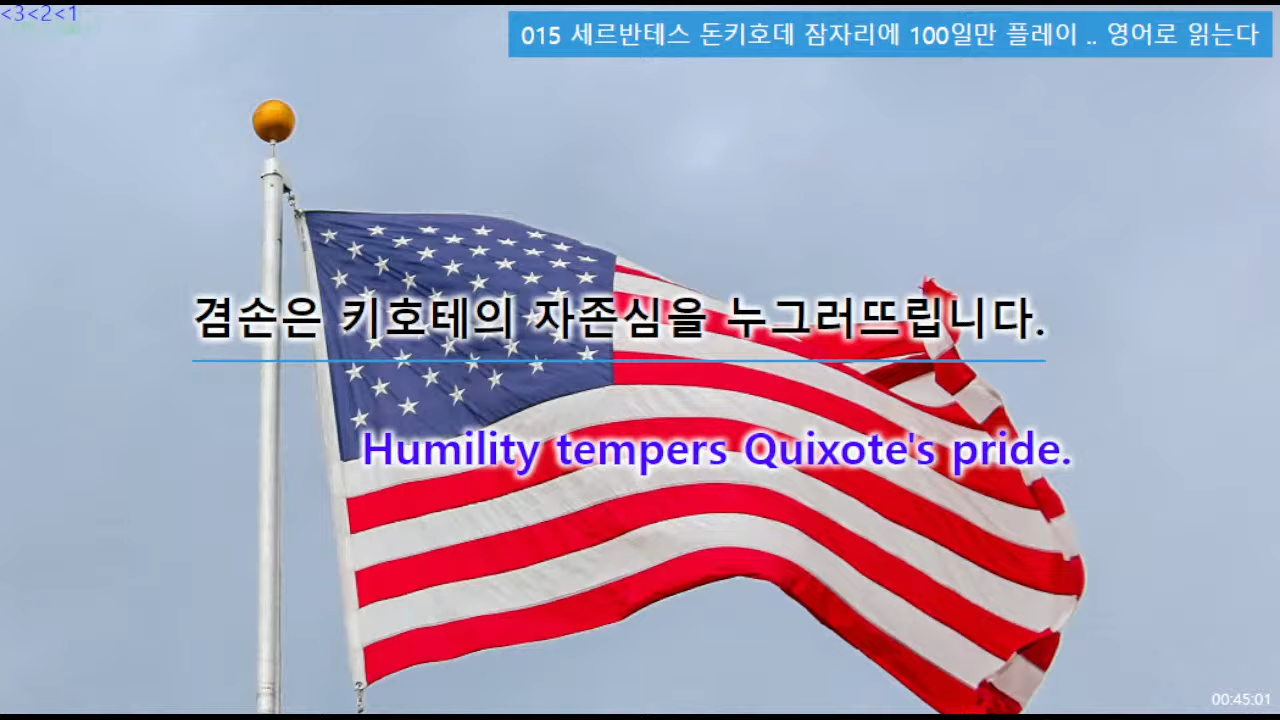 <3<2<1
015 세르반테스 돈키호데 잠자리에 100일만 플레이 .. 영어로 읽는다
겸손은 키호테의 자존심을 누그러뜨립니다.
Humility tempers Quixote's pride.
00:45:01